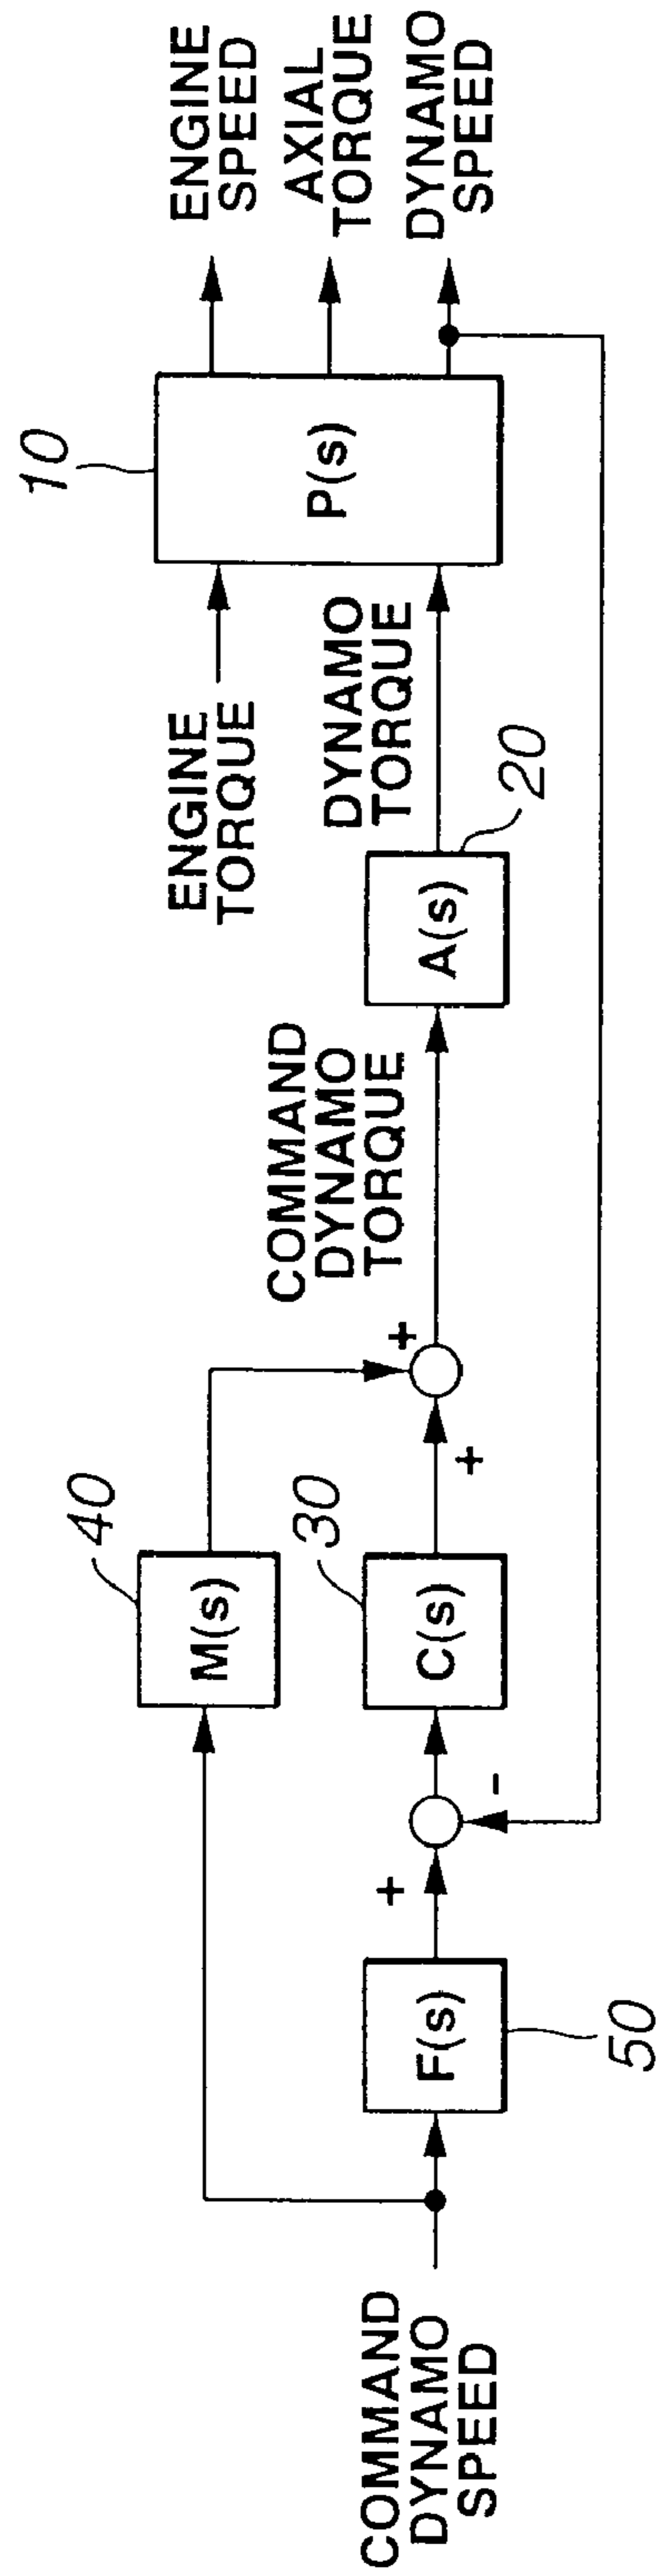 COMMAND
DYNAMO
SPEED
F(s)
50
+
-
M(s)
40
C(s)
30
+
+
COMMAND
DYNAMO
TORQUE
A(s)
20
ENGINE
TORQUE
DYNAMO
TORQUE
P(s)
10
ENGINE
SPEED
AXIAL
TORQUE
DYNAMO
SPEED